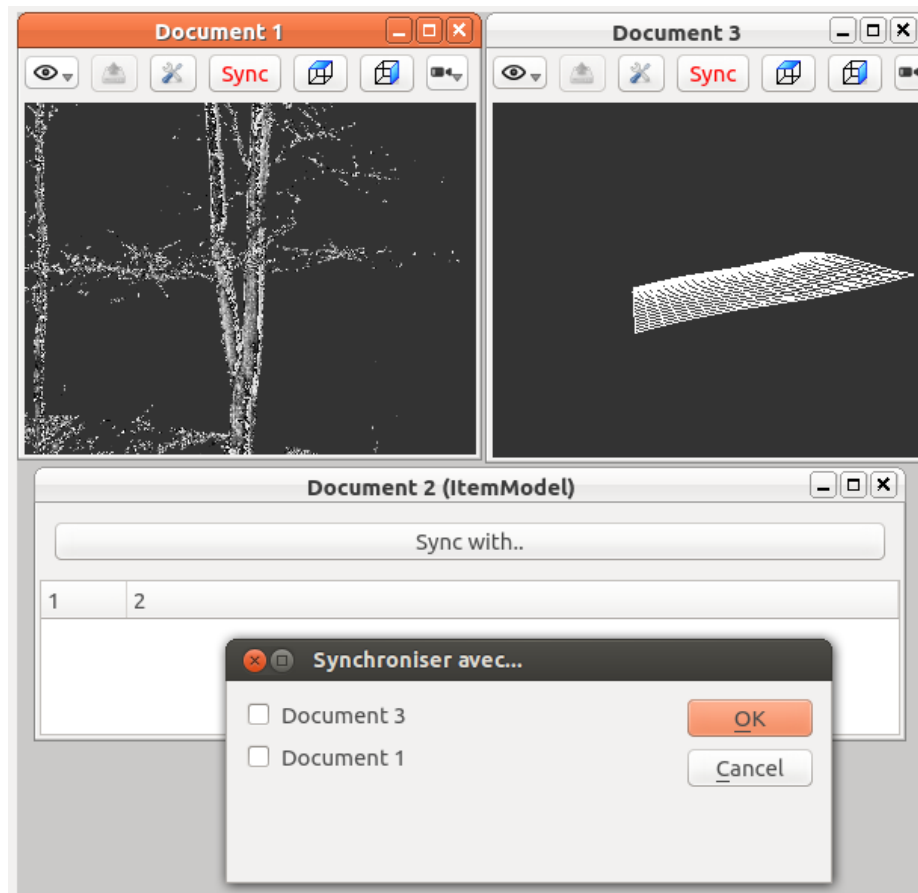 Document 1
Document 3
Sync
Sync
Document 2 (ItemModel)
Sync with..
1 2
Synchroniser avec...
Document 3
OK
Document 1
Cancel